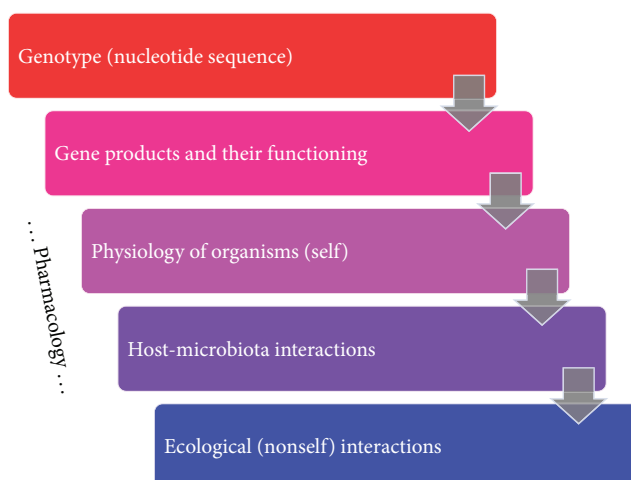 Genotype (nucleotide sequence)
Gene products and their functioning
Physiology of organisms (self)
... Pharmacology ...
Host-microbiota interactions
Ecological (nonself) interactions